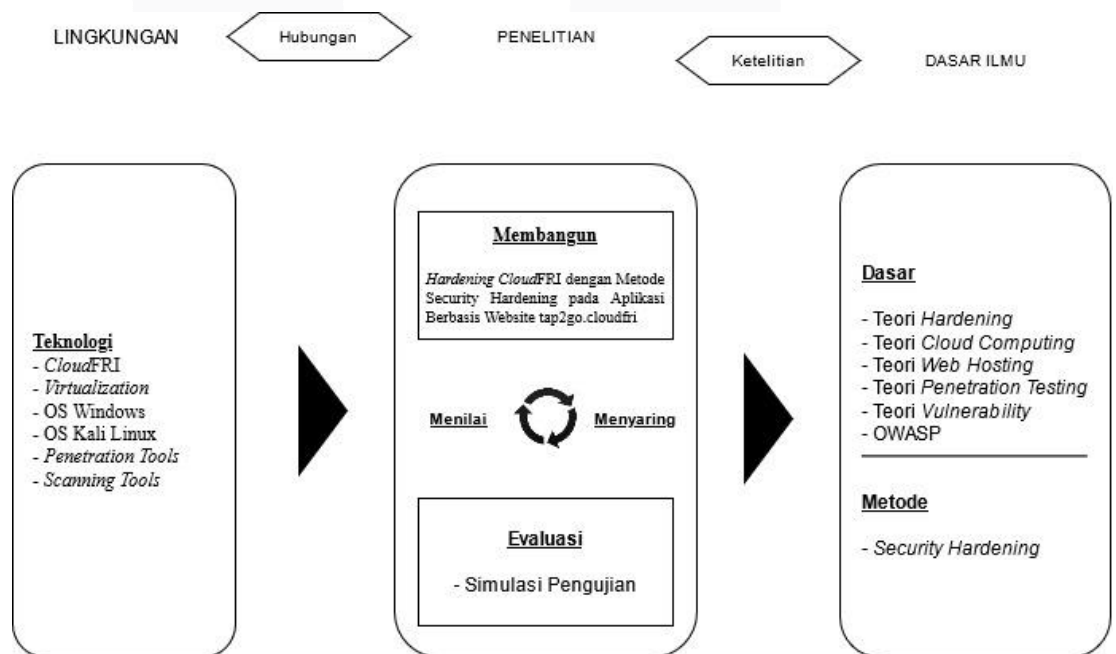 LINGKUNGAN
Hubungan
PENELITIAN
Ketelitian
DASAR ILMU
Teknologi
- CloudFRI
- Virtualization
- OS Windows
- OS Kali Linux
- Penetration Tools
- Scanning Tools
Membangun
Hardening CloudFRI dengan Metode
Security Hardening pada Aplikasi
Berbasis Website tap2go.cloudfri
Menilai
Menyaring
Evaluasi
- Simulasi Pengujian
Dasar
- Teori Hardening
- Teori Cloud Computing
- Teori Web Hosting
- Teori Penetration Testing
- Teori Vulnerability
- OWASP
Metode
- Security Hardening